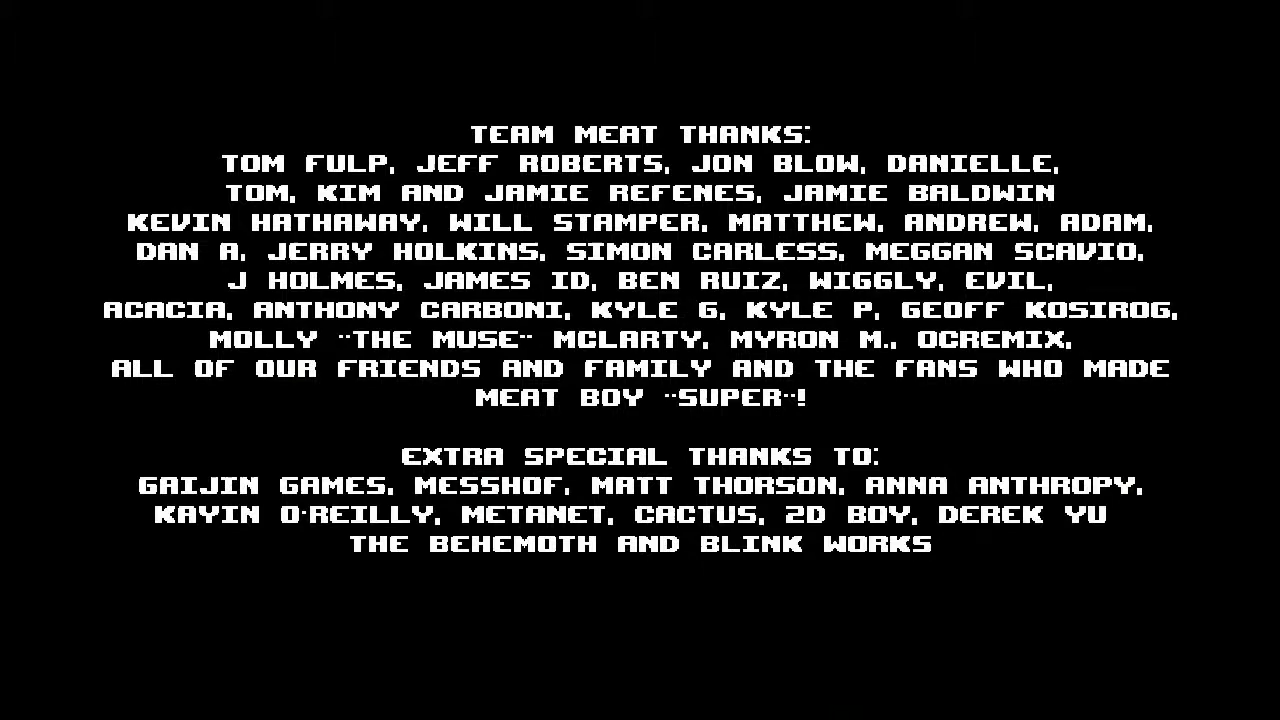 TEAM MEAT THANKS:
TOM FULP, JEFF ROBERTS, JON BLOW, DANIELLE,
TOM, KIM AND JAMIE REFENES, JAMIE BALDWIN
KEVIN HATHAWAY, WILL STAMPER, MATTHEW, ANDREW, ADAM,
DAN A, JERRY HOLKINS, SIMON CARLESS, MEGGAN SCAVIO,
J HOLMES, JAMES ID, BEN RUIZ, WIGGLY, EVIL,
ACACIA, ANTHONY CARBONI, KYLE G, KYLE P, GEOFF KOSIROG,
MOLLY "THE MUSE" MCLARTY, MYRON M., OCREMIX,
ALL OF OUR FRIENDS AND FAMILY AND THE FANS WHO MADE
MEAT BOY "SUPER"!
EXTRA SPECIAL THANKS TO:
GAIJIN GAMES, MESSHOF, MATT THORSON, ANNA ANTHROPY,
KAYIN O'REILLY, METANET, CACTUS, 2D BOY, DEREK YU
THE BEHEMOTH AND BLINK WORKS